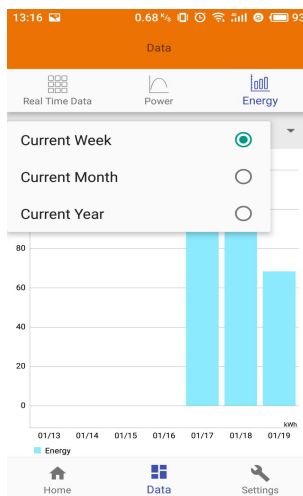 13:16 0.68 K/s 93
Data
Real Time Data Power Energy
Current Week
Current Month
Current Year
80
60
40
20
0
kWh
01/13 01/14 01/15 01/16 01/17 01/18 01/19
Energy
Home Data Settings